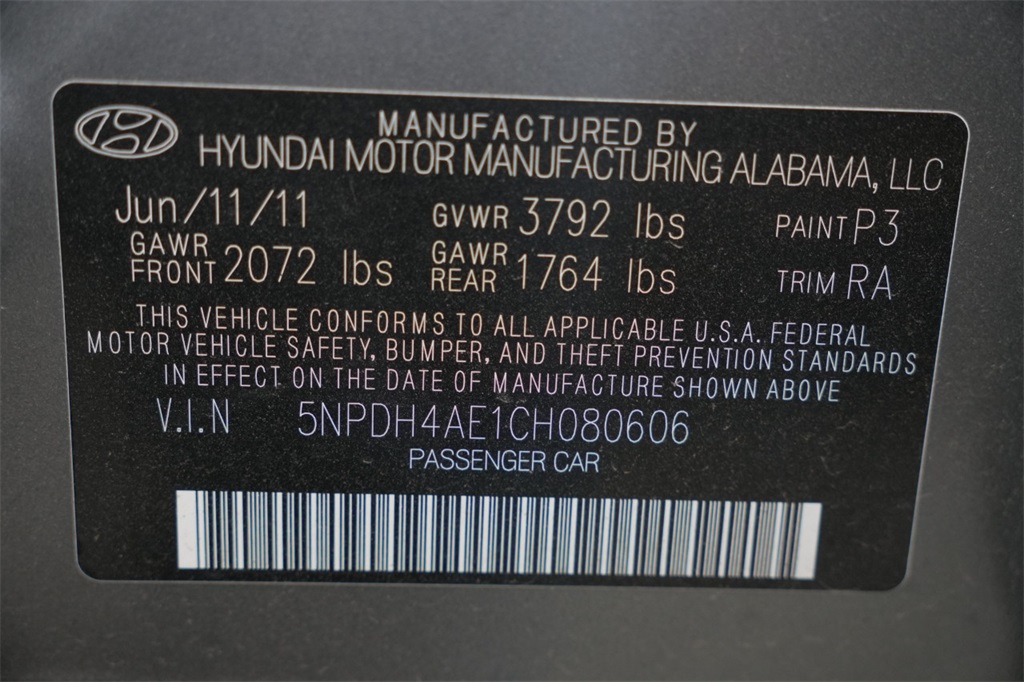 MANUFACTURED BY
HYUNDAI MOTOR MANUFACTURING ALABAMA, LLC
Jun/11/11 GVWR 3792 lbs PAINT P3
GAWR FRONT 2072 lbs GAWR REAR 1764 lbs TRIM RA
THIS VEHICLE CONFORMS TO ALL APPLICABLE U.S.A. FEDERAL
MOTOR VEHICLE SAFETY, BUMPER, AND THEFT PREVENTION STANDARDS
IN EFFECT ON THE DATE OF MANUFACTURE SHOWN ABOVE
V.I.N 5NPDH4AE1CH080606
PASSENGER CAR